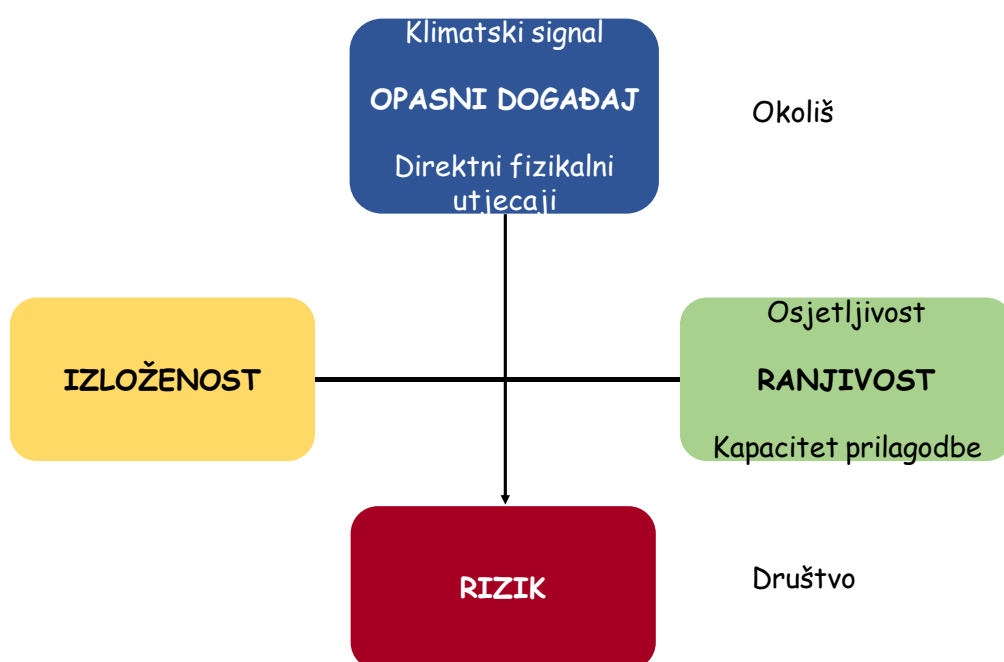 Klimatski signal
OPASNI DOGAĐAJ
Direktni fizikalni
utjecaji
Okoliš
IZLOŽENOST
Osjetljivost
RANJIVOST
Kapacitet prilagodbe
RIZIK
Društvo